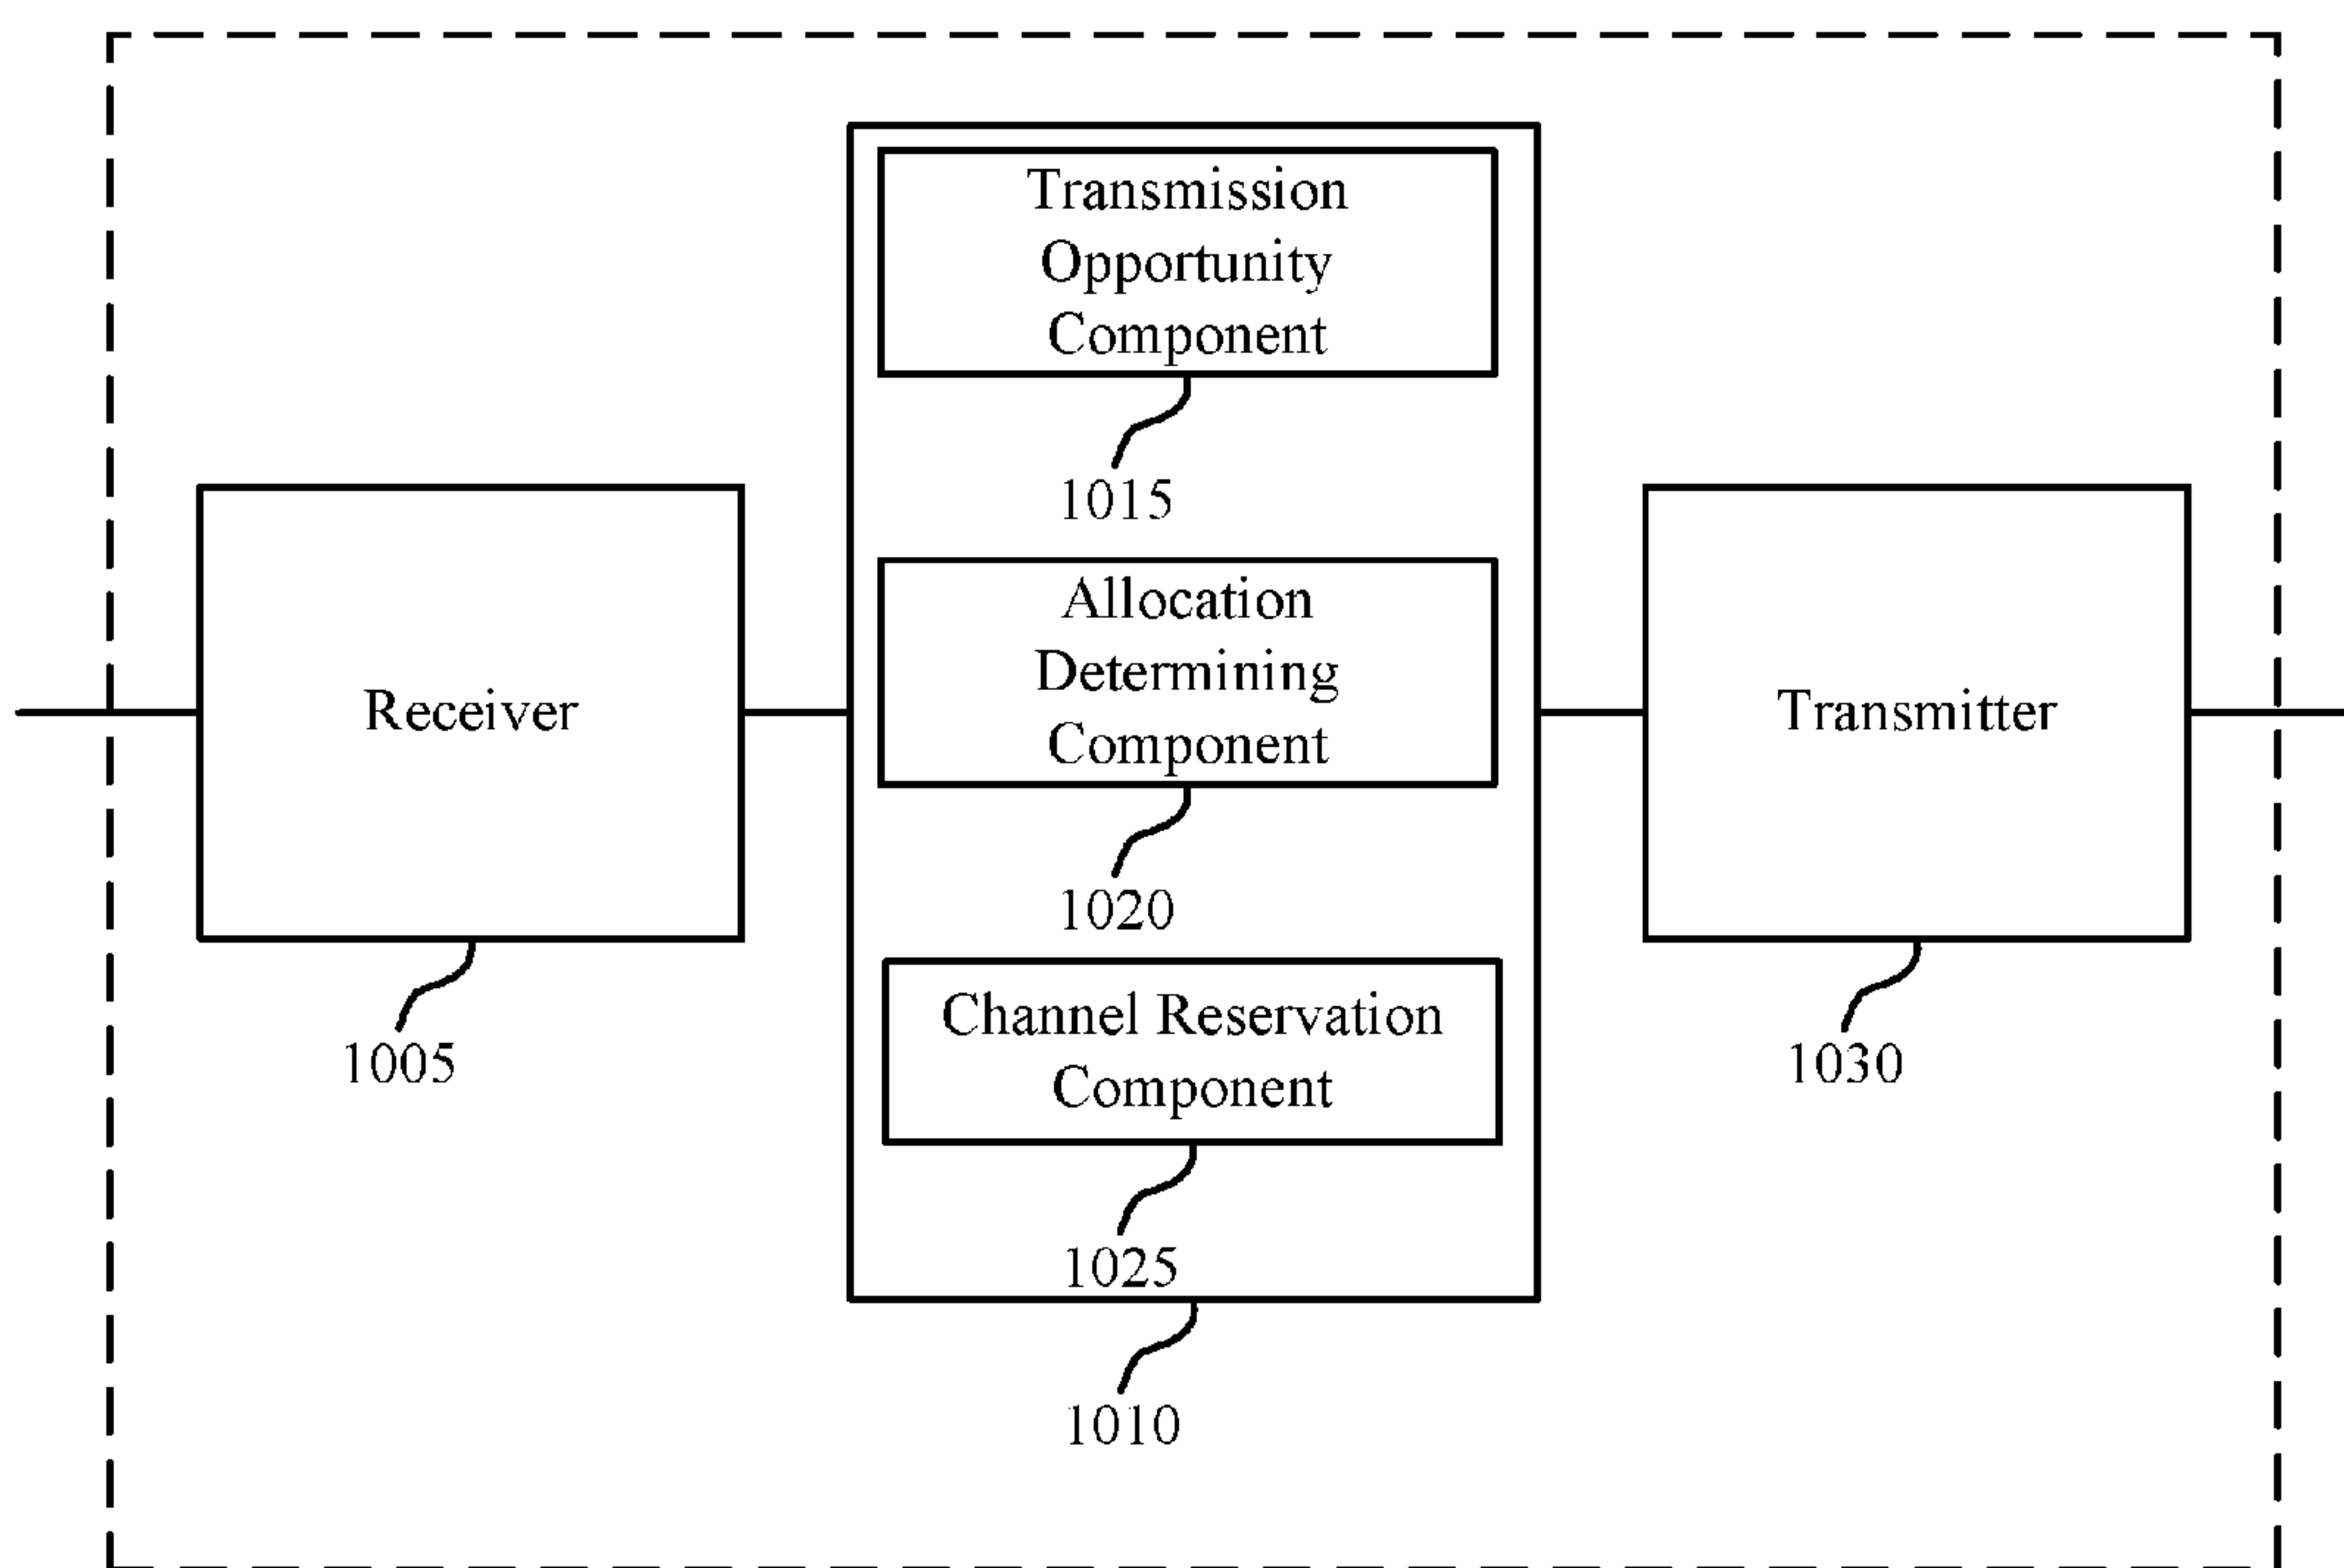 Transmission
Opportunity
Component
1015
Allocation
Determining
Component
1020
Receiver
1005
Transmitter
1030
Channel Reservation
Component
1025
1010